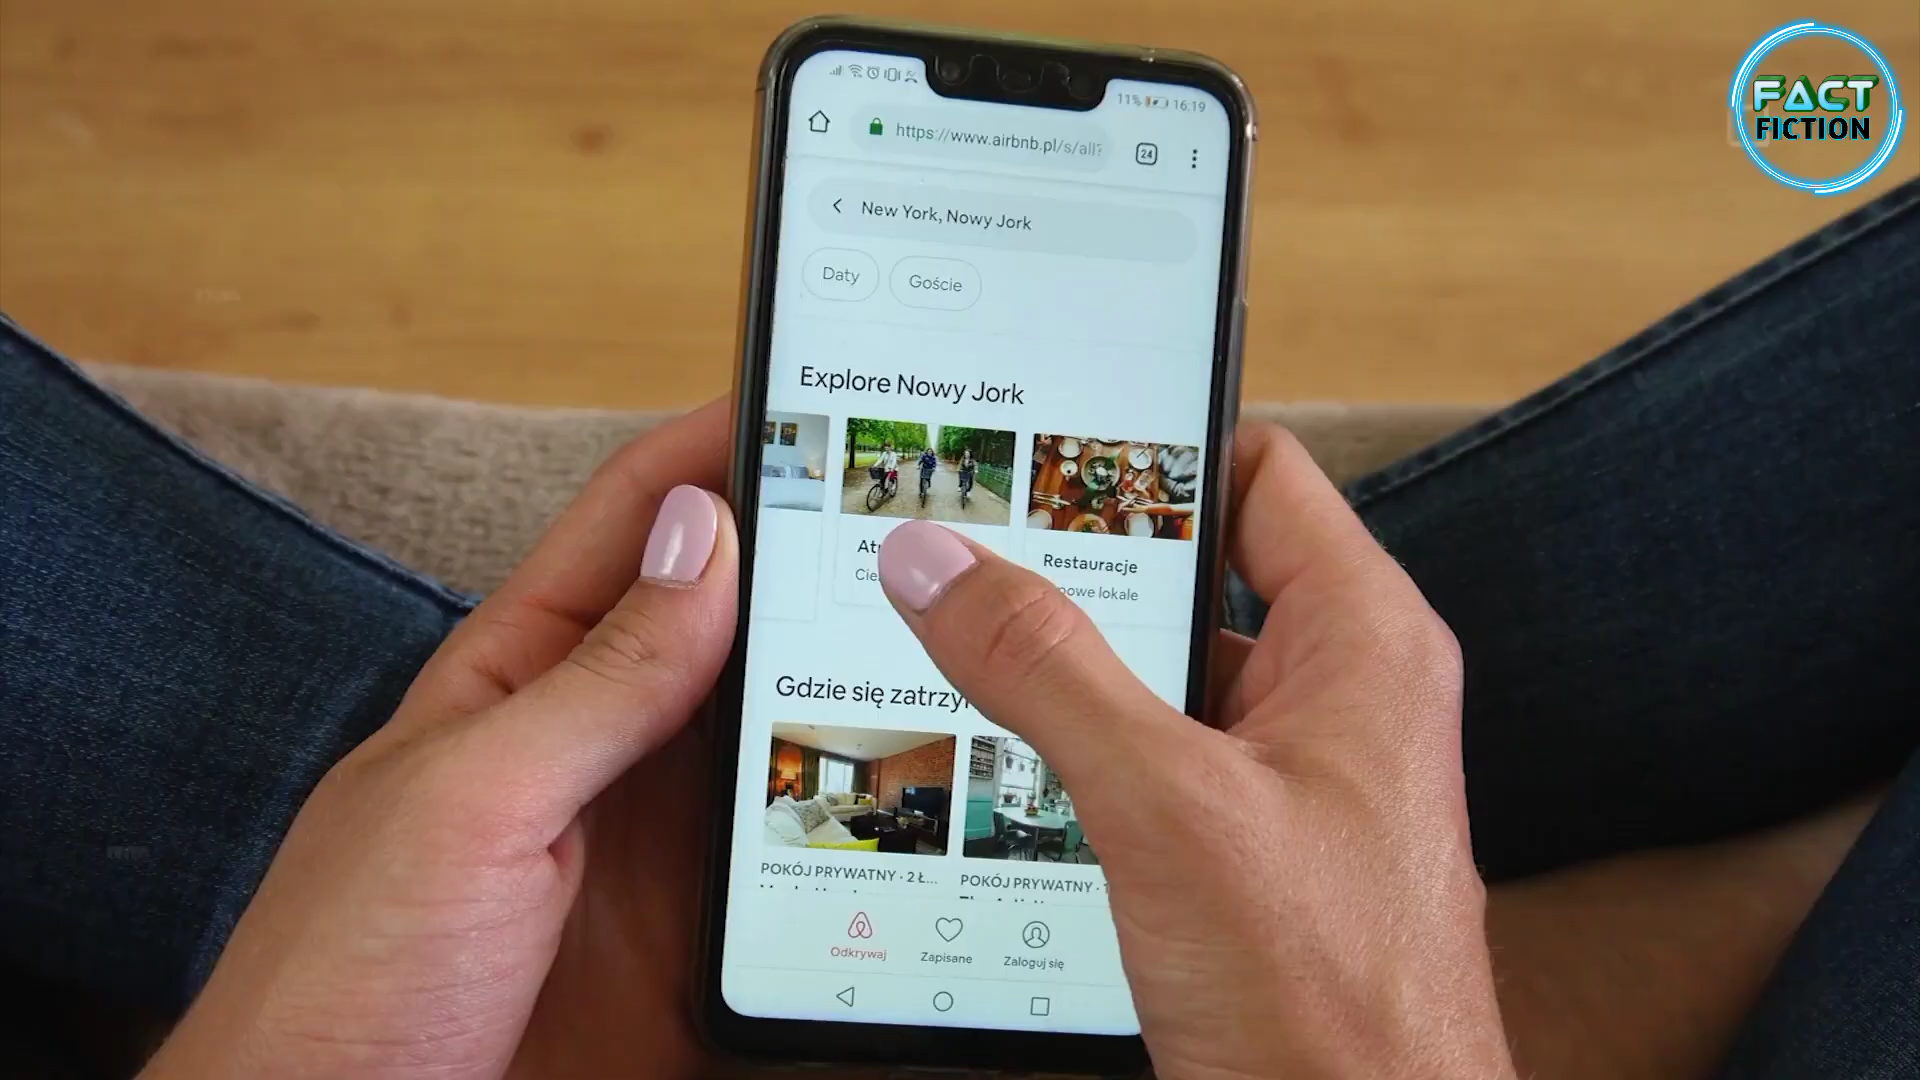 FACT
FICTION
11% 16:19
https://www.airbnb.pl/s/all?
24
New York, Nowy Jork
Daty
Goście
Explore Nowy Jork
Restauracje
lokale
Gdzie się
POKÓJ PRYWATNY · 2 Ł...
POKÓJ PRYWATNY ·
Odkrywaj
Zapisane
Zaloguj się